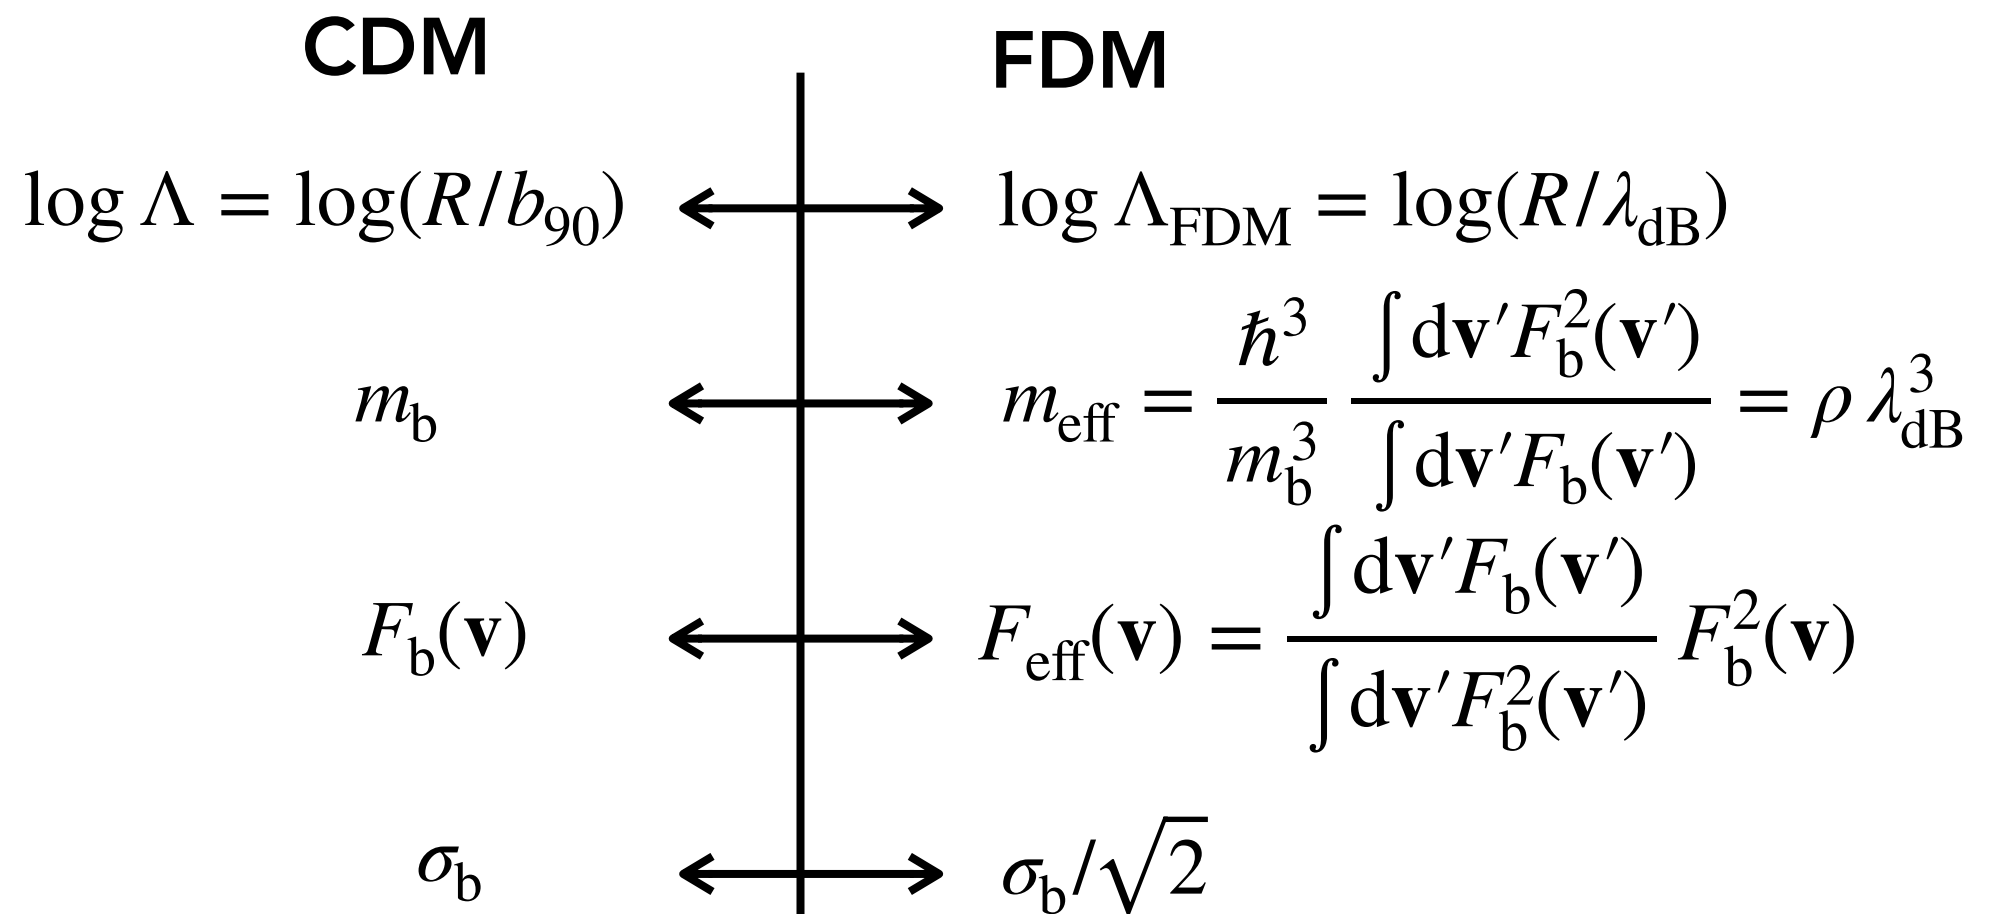 CDM FDM
log Λ = log(R/b₉₀) ⟷ log Λ_FDM = log(R/λ_dB)
m_b ⟷ m_eff = ħ³/m_b³ ∫dv′F_b²(v′)/∫dv′F_b(v′) = ρ λ_dB³
F_b(v) ⟷ F_eff(v) = ∫dv′F_b(v′)/∫dv′F_b²(v′) F_b²(v)
σ_b ⟷ σ_b/√2